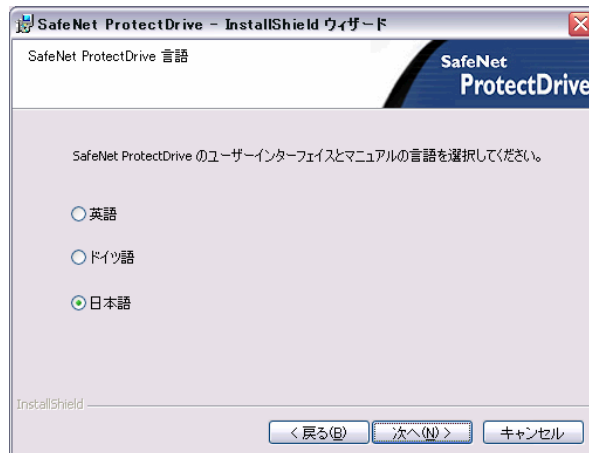 SafeNet ProtectDrive - InstallShield ウィザード
SafeNet ProtectDrive 言語
SafeNet
ProtectDrive
SafeNet ProtectDrive のユーザーインターフェイスとマニュアルの言語を選択してください。
英語
ドイツ語
日本語
InstallShield
< 戻る(B)
次へ(N) >
キャンセル